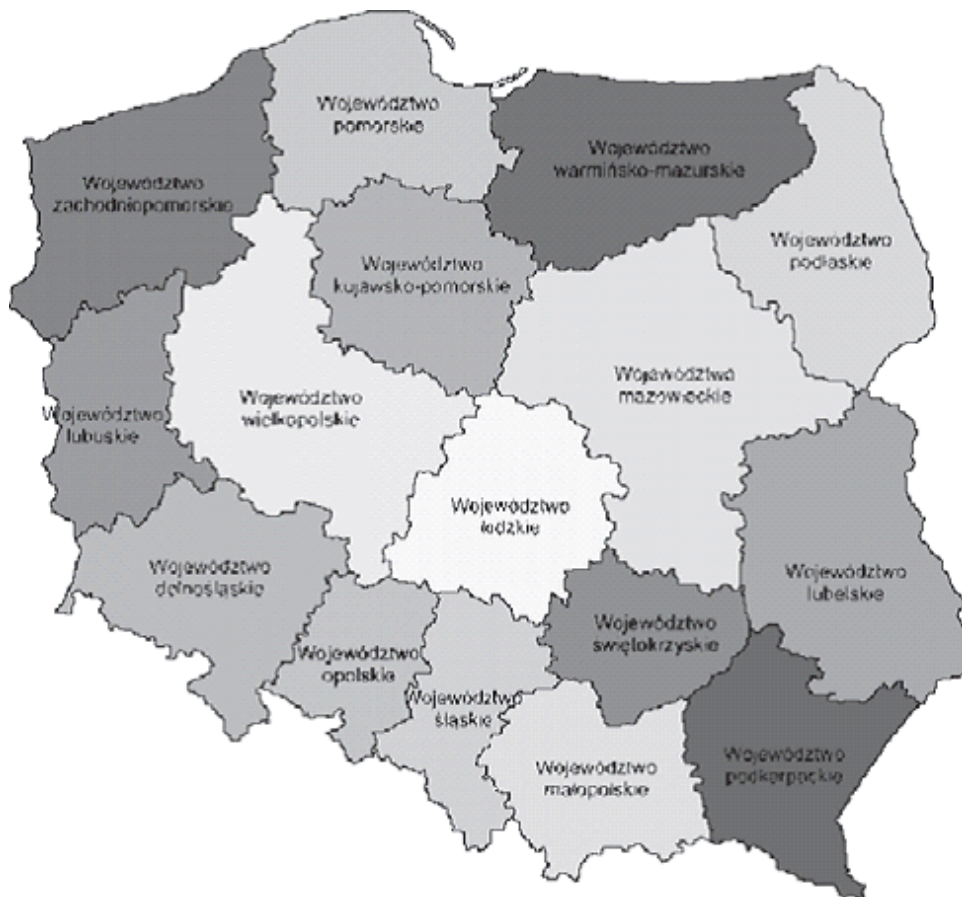 Województwo
pomorskie
Województwo
warmińsko-mazurskie
Województwo
zachodniopomorskie
Województwo
podlaskie
Województwo
kujawsko-pomorskie
Województwo
mazowieckie
Województwo
wielkopolskie
Województwo
lubuskie
Województwo
łódzkie
Województwo
dolnośląskie
Województwo
lubelskie
Województwo
świętokrzyskie
Województwo
opolskie
Województwo
śląskie
Województwo
podkarpackie
Województwo
małopolskie